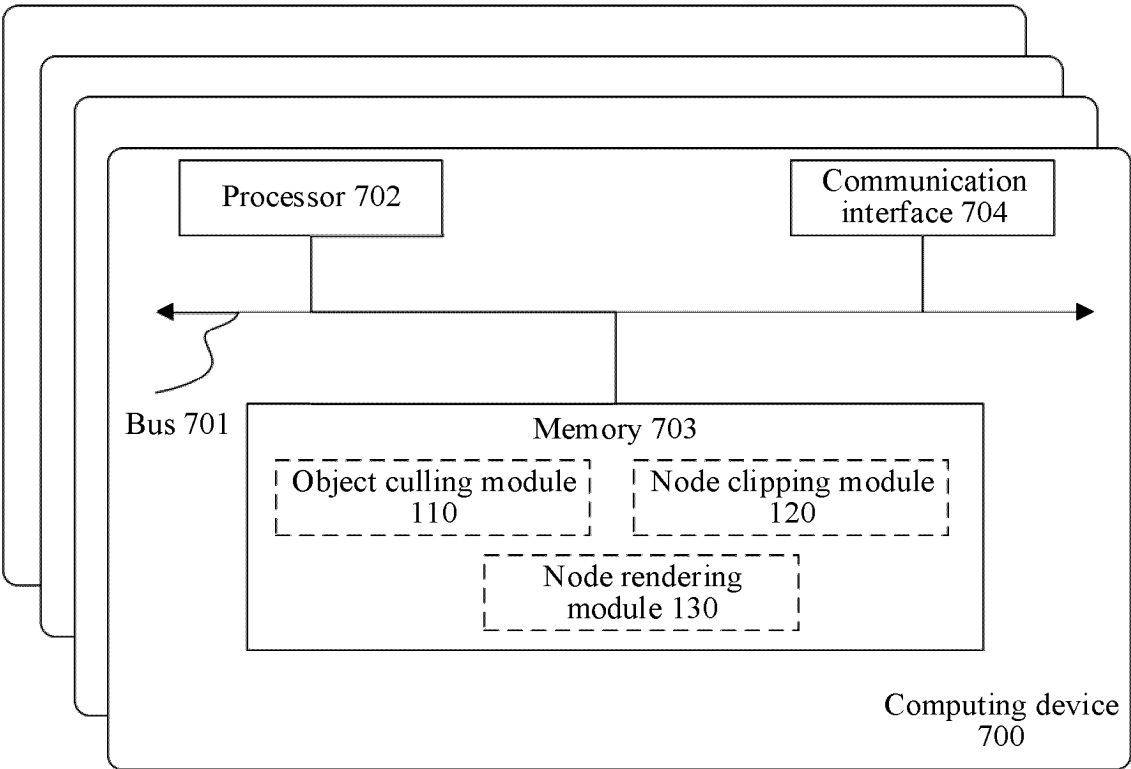 Processor 702
Communication
interface 704
Bus 701
Memory 703
Object culling module
110
Node clipping module
120
Node rendering
module 130
Computing device
700